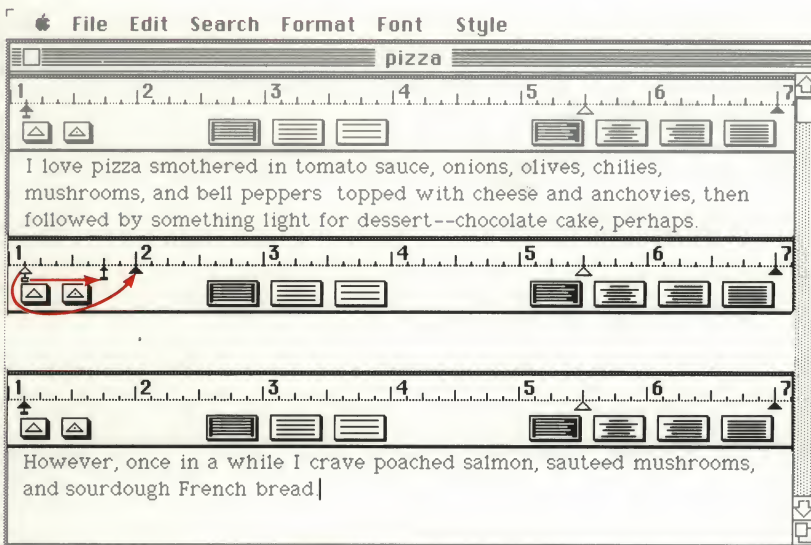 File Edit Search Format Font Style
pizza
1 2 3 4 5 6 7
I love pizza smothered in tomato sauce, onions, olives, chilies,
mushrooms, and bell peppers topped with cheese and anchovies, then
followed by something light for dessert--chocolate cake, perhaps.
1 2 3 4 5 6 7
1 2 3 4 5 6 7
However, once in a while I crave poached salmon, sauteed mushrooms,
and sourdough French bread.